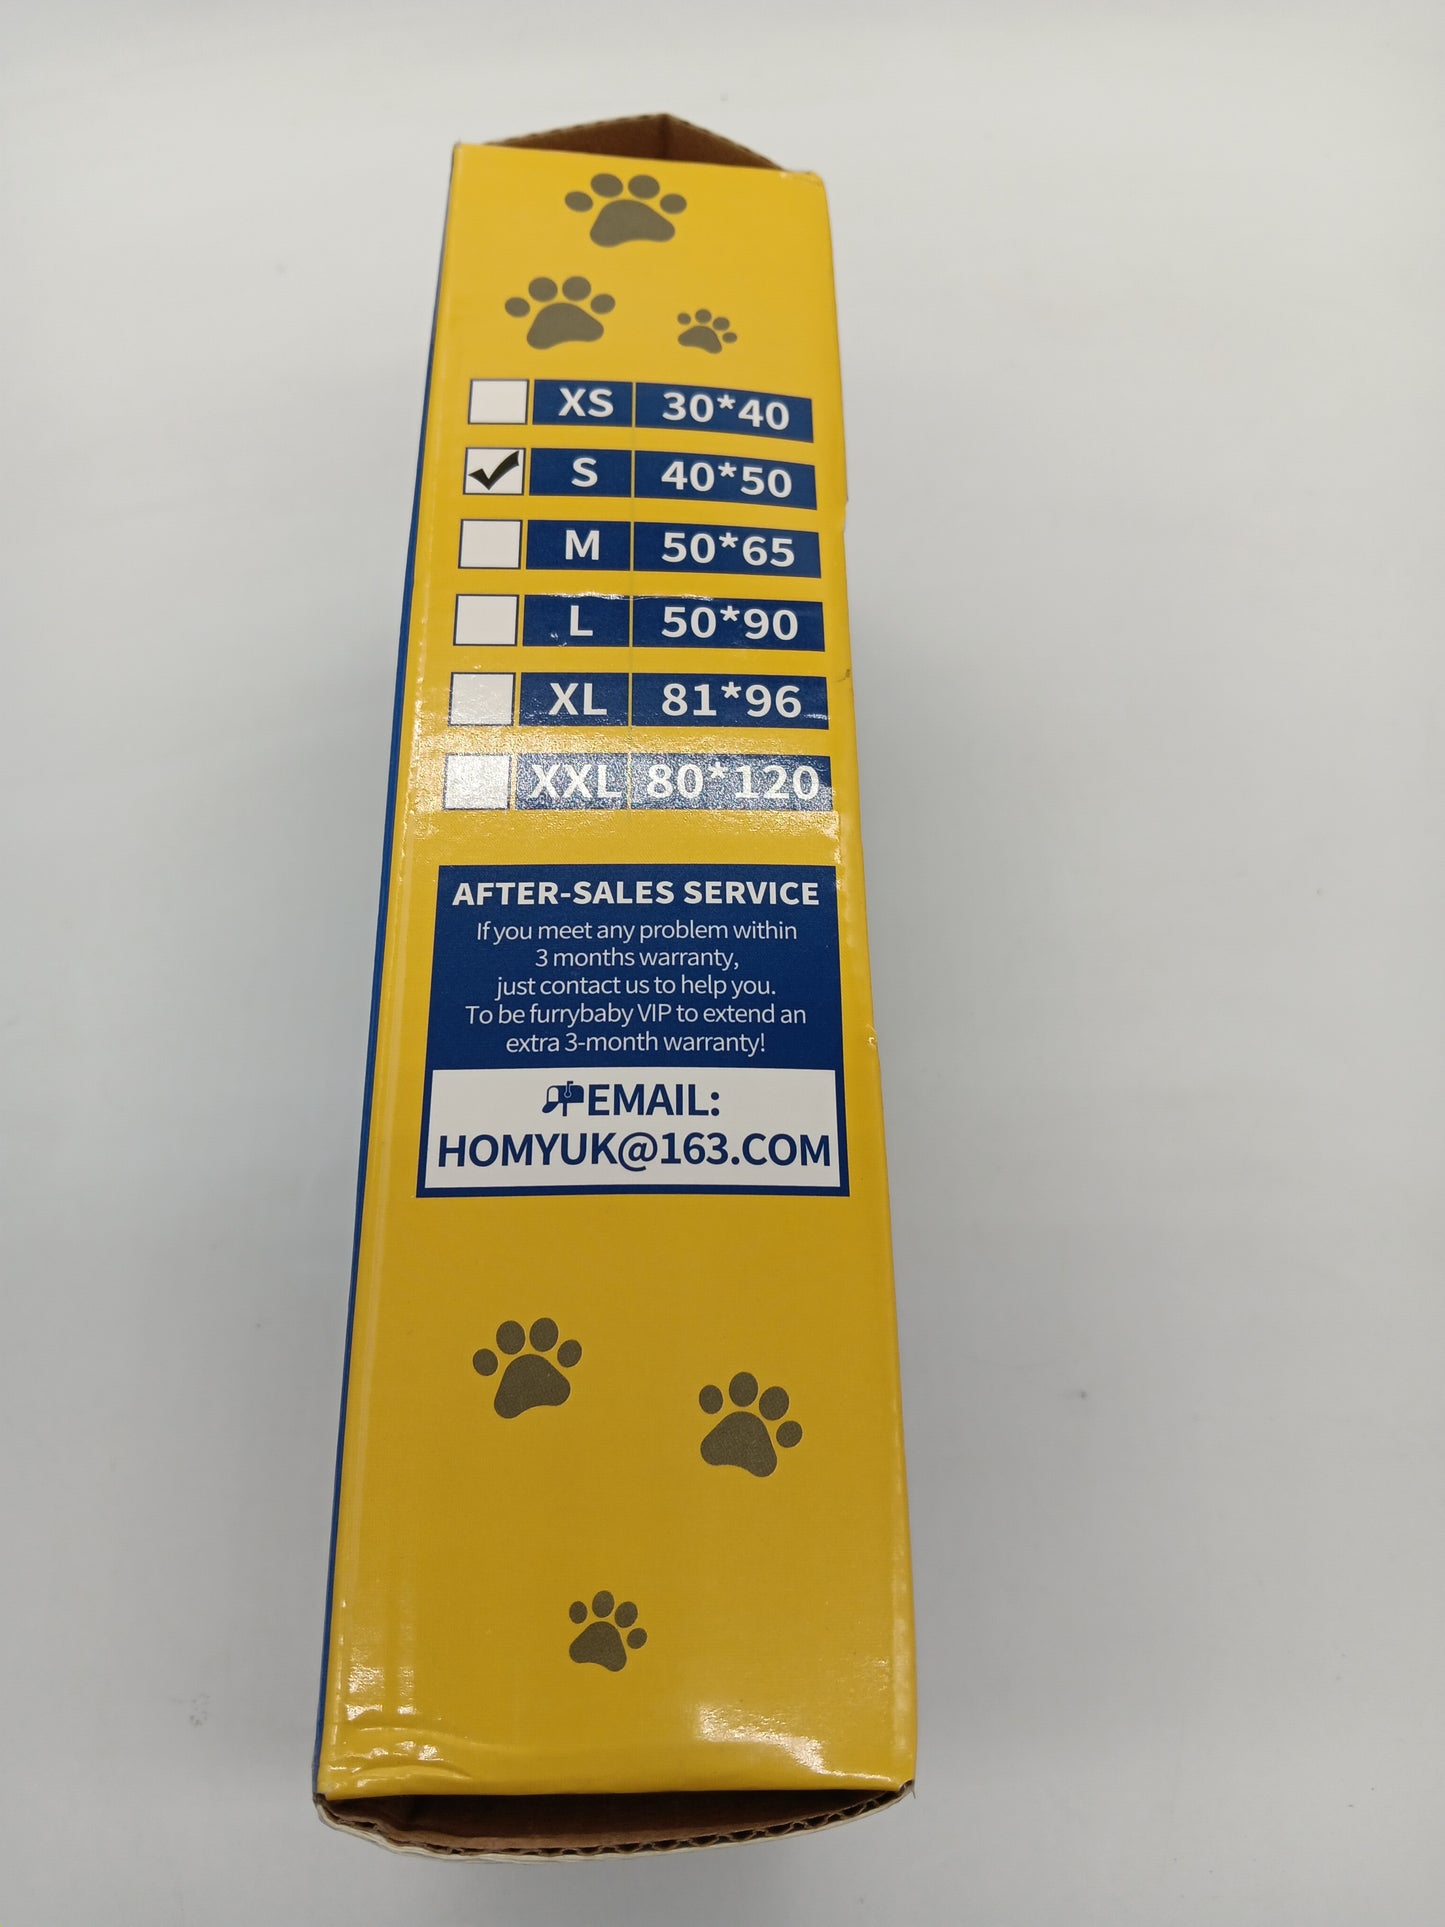 XS 30*40
S 40*50
M 50*65
L 50*90
XL 81*96
XXL 80*120
AFTER-SALES SERVICE
If you meet any problem within
3 months warranty,
just contact us to help you.
To be furrybaby VIP to extend an
extra 3-month warranty!
EMAIL:
HOMYUK@163.COM